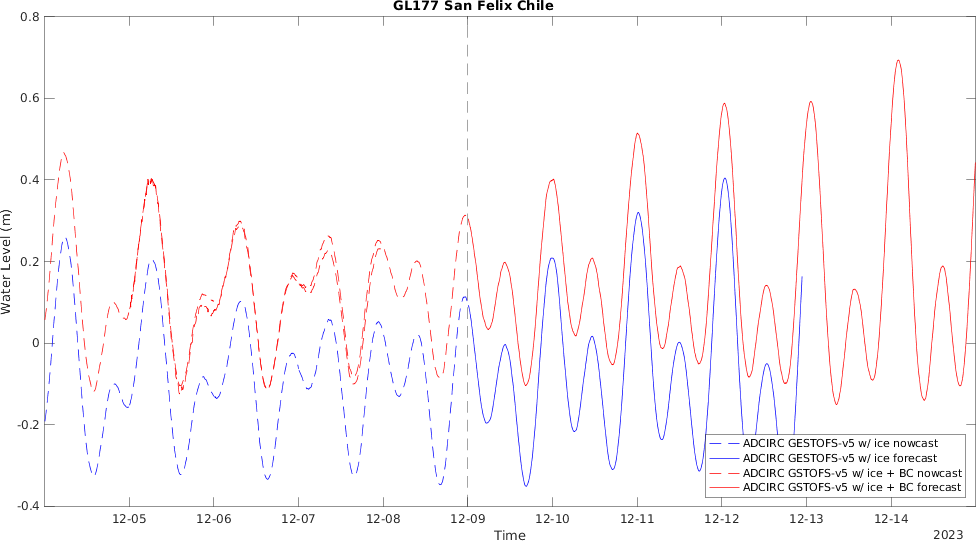 GL177 San Felix Chile
0.8
0.6
0.4
0.2
0
-0.2
-0.4
Water Level (m)
12-05 12-06 12-07 12-08 12-09 12-10 12-11 12-12 12-13 12-14
Time
2023
ADCIRC GESTOFS-v5 w/ ice nowcast
ADCIRC GESTOFS-v5 w/ ice forecast
ADCIRC GSTOFS-v5 w/ ice + BC nowcast
ADCIRC GSTOFS-v5 w/ ice + BC forecast